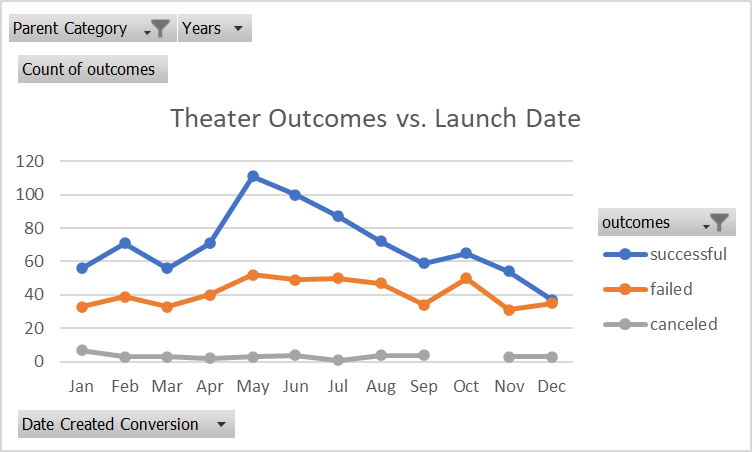 Parent Category Years
Count of outcomes
Theater Outcomes vs. Launch Date
120
100
80
60
40
20
0
Jan Feb Mar Apr May Jun Jul Aug Sep Oct Nov Dec
outcomes
successful
failed
canceled
Date Created Conversion